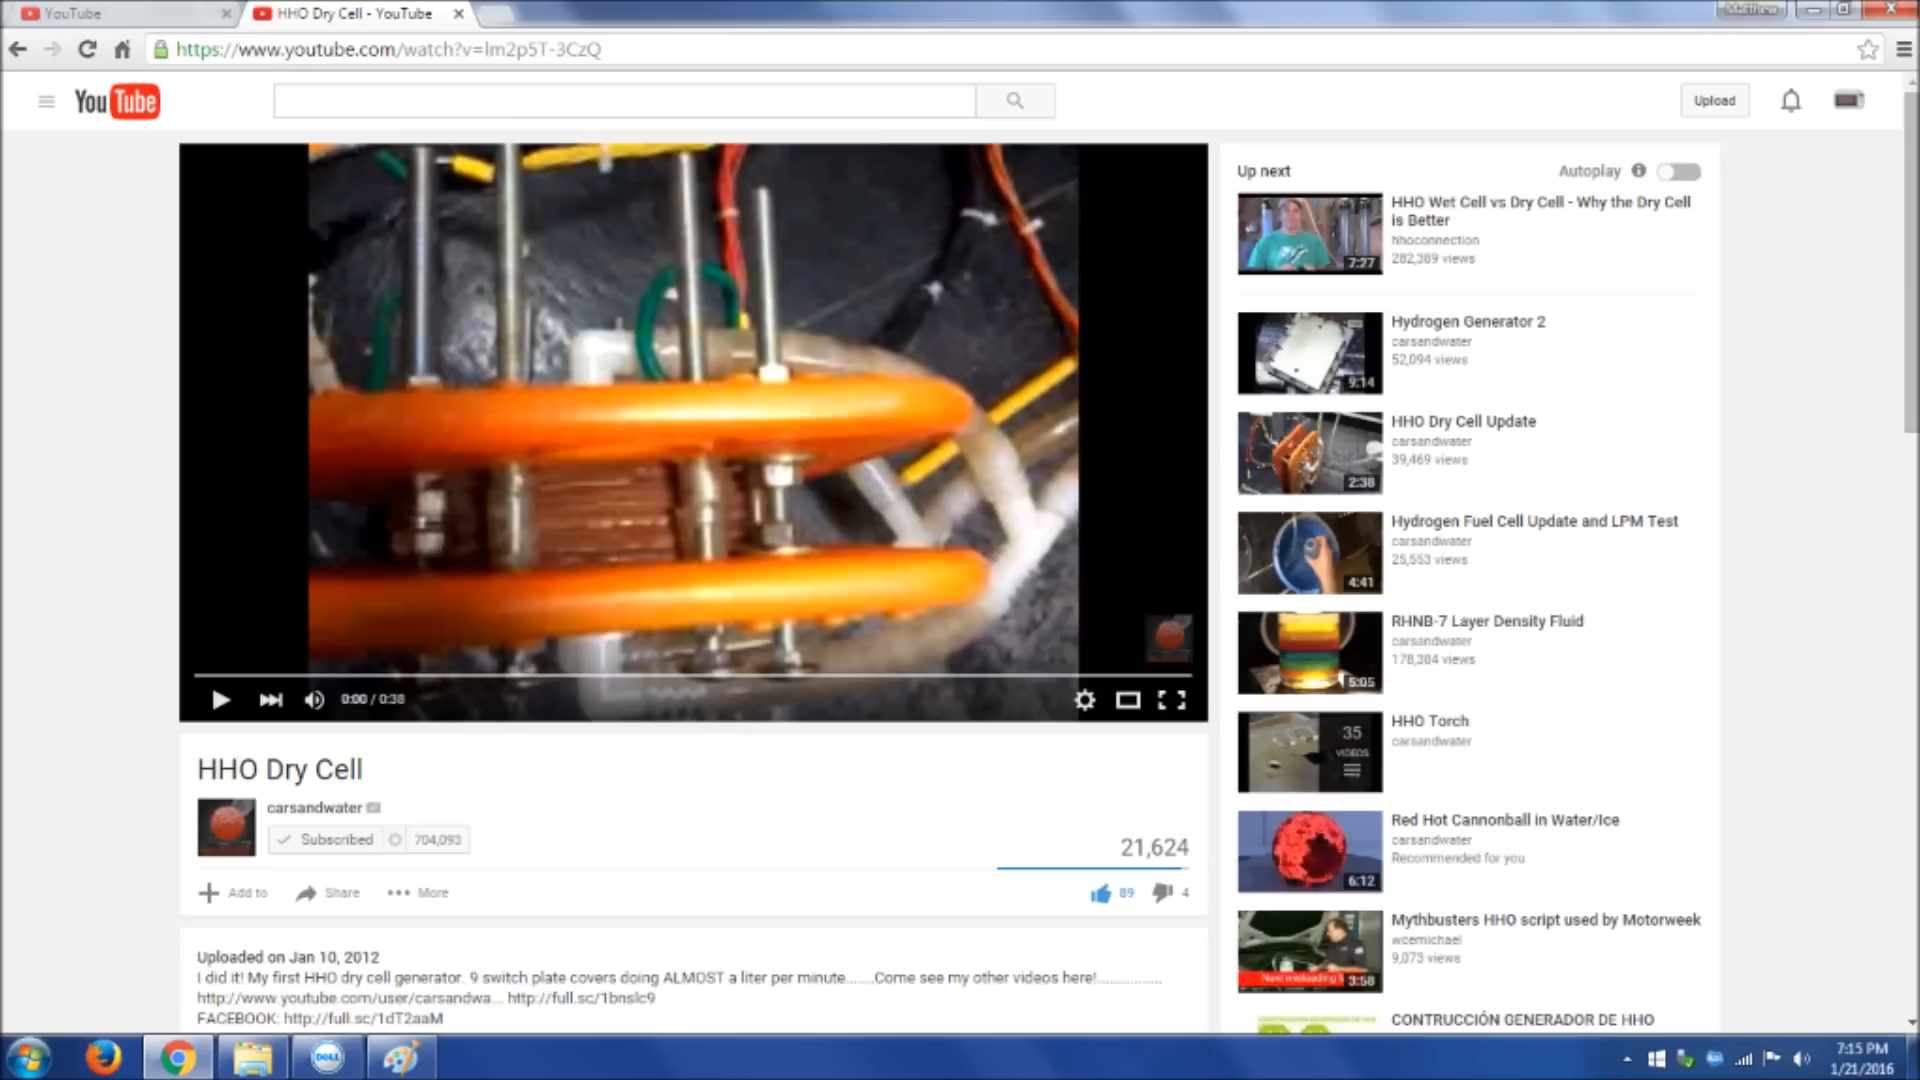 YouTube
HHO Dry Cell - YouTube
Matthew
https://www.youtube.com/watch?v=lm2p5T-3CzQ
YouTube
Upload
0:00 / 0:38
HHO Dry Cell
carsandwater
Subscribed 704,093
21,624
Add to Share More
89 4
Uploaded on Jan 10, 2012
I did it! My first HHO dry cell generator. 9 switch plate covers doing ALMOST a liter per minute.......Come see my other videos here!..................
http://www.youtube.com/user/carsandwa... http://full.sc/1bnslc9
FACEBOOK: http://full.sc/1dT2aaM
Up next
Autoplay
HHO Wet Cell vs Dry Cell - Why the Dry Cell
is Better
hhoconnection
282,389 views
7:27
Hydrogen Generator 2
carsandwater
52,094 views
9:14
HHO Dry Cell Update
carsandwater
39,469 views
2:38
Hydrogen Fuel Cell Update and LPM Test
carsandwater
25,553 views
4:41
RHNB-7 Layer Density Fluid
carsandwater
178,384 views
5:05
HHO Torch
carsandwater
35
VIDEOS
Red Hot Cannonball in Water/Ice
carsandwater
Recommended for you
6:12
Mythbusters HHO script used by Motorweek
wcemichael
9,073 views
3:58
CONTRUCCIÓN GENERADOR DE HHO
DELL
7:15 PM
1/21/2016